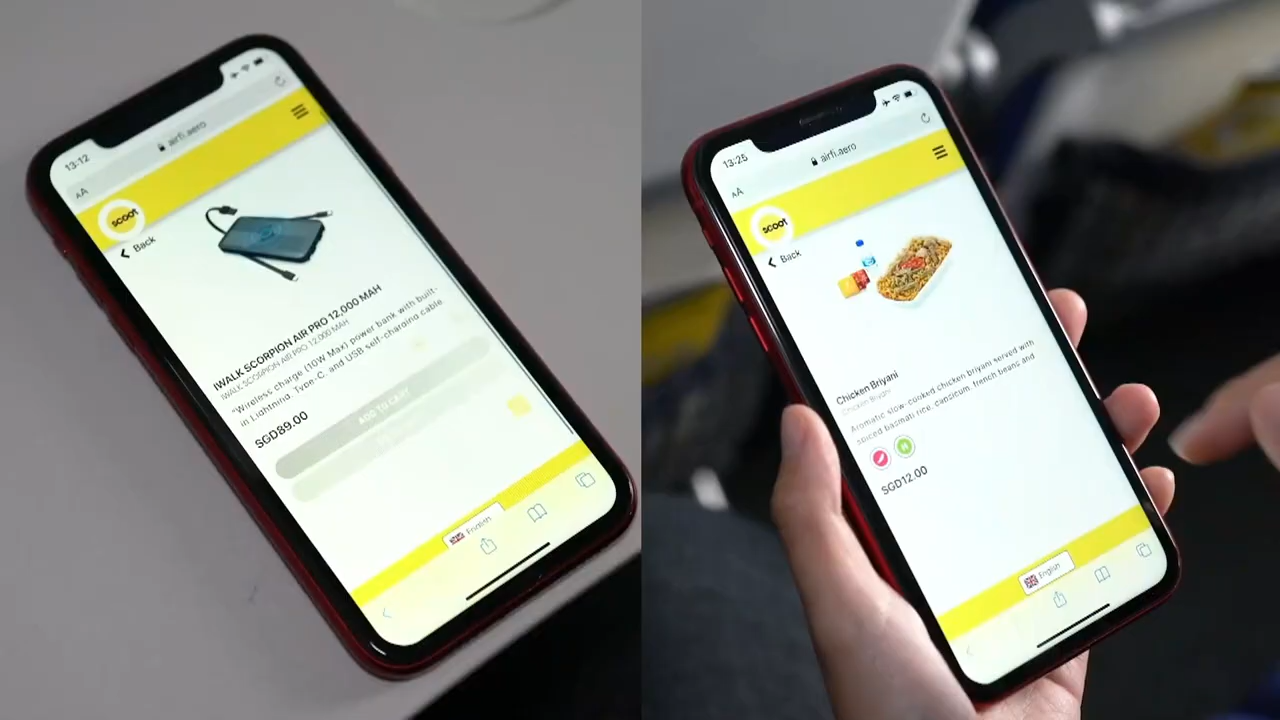 13:12
airfi.aero
AA
scoot
Back
IWALK SCORPION AIR PRO 12,000 MAH
IWALK SCORPION AIR PRO 12,000 MAH
"Wireless charge (10W Max) power bank with built-
in Lightning, Type-C, and USB self-charging cable.
SGD89.00
ADD TO CART
English
13:25
airfi.aero
AA
scoot
Back
Chicken Briyani
Chicken Briyani
Aromatic slow-cooked chicken briyani served with
spiced basmati rice, capsicum, french beans and
SGD12.00
English